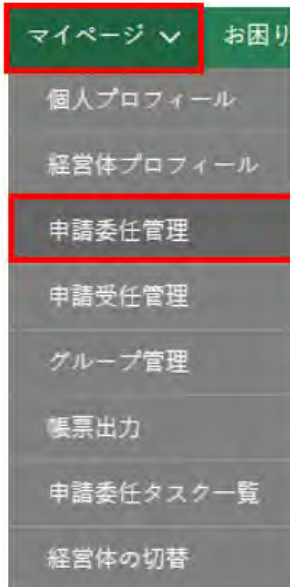 マイページ お困り
個人プロフィール
経営体プロフィール
申請委任管理
申請受任管理
グループ管理
帳票出力
申請委任タスク一覧
経営体の切替